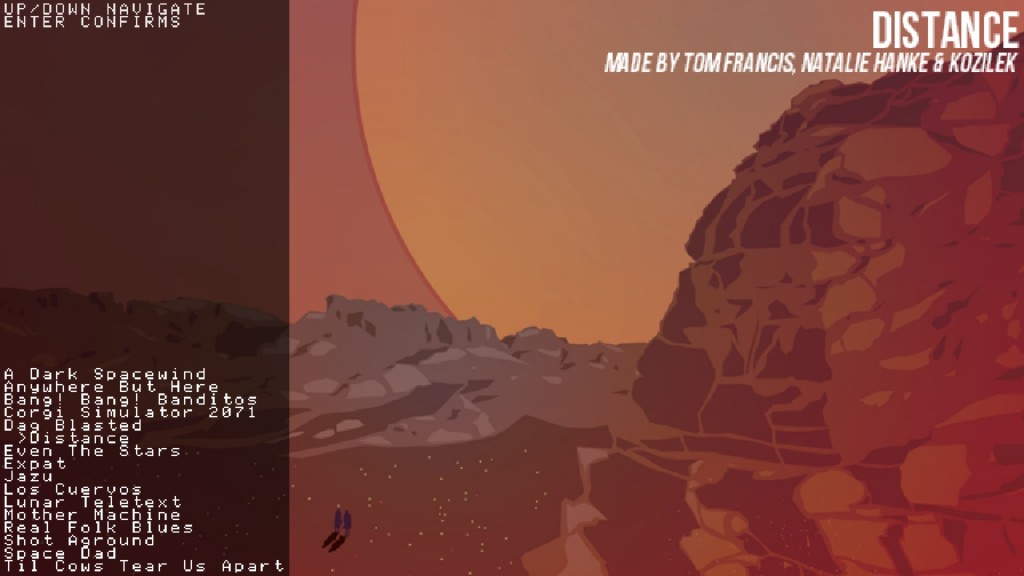 UP/DOWN NAVIGATE
ENTER CONFIRMS
DISTANCE
MADE BY TOM FRANCIS, NATALIE HANKE & KOZILEK
A Dark Spacewind
Anywhere But Here
Bang! Bang! Banditos
Corgi Simulator 2071
Dag Blasted
->Distance
Even The Stars
Expat
Jazu
Los Cuervos
Lunar Teletext
Mother Machine
Real Folk Blues
Shot Aground
Space Dad
Til Cows Tear Us Apart